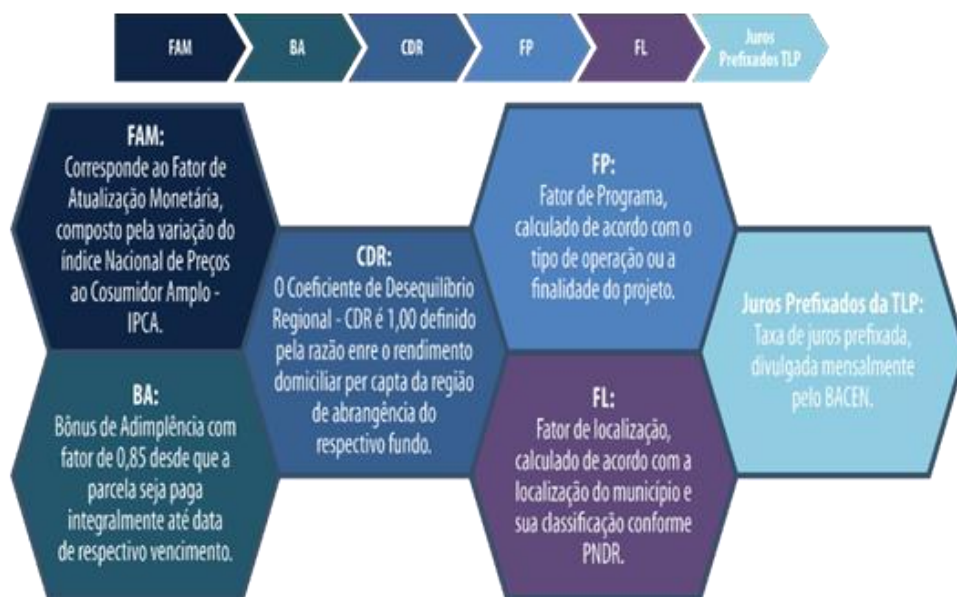 FAM
BA
CDR
FP
FL
Juros
Prefixados TLP
FAM:
Corresponde ao Fator de
Atualização Monetária,
composto pela variação do
índice Nacional de Preços
ao Cosumidor Amplo -
IPCA.
BA:
Bônus de Adimplência com
fator de 0,85 desde que a
parcela seja paga
integralmente até data
de respectivo vencimento.
CDR:
O Coeficiente de Desequilíbrio
Regional - CDR é 1,00 definido
pela razão enre o rendimento
domiciliar per capta da região
de abrangência do
respectivo fundo.
FP:
Fator de Programa,
calculado de acordo com o
tipo de operação ou a
finalidade do projeto.
FL:
Fator de localização,
calculado de acordo com a
localização do município e
sua classificação conforme
PNDR.
Juros Prefixados da TLP:
Taxa de juros prefixada,
divulgada mensalmente
pelo BACEN.